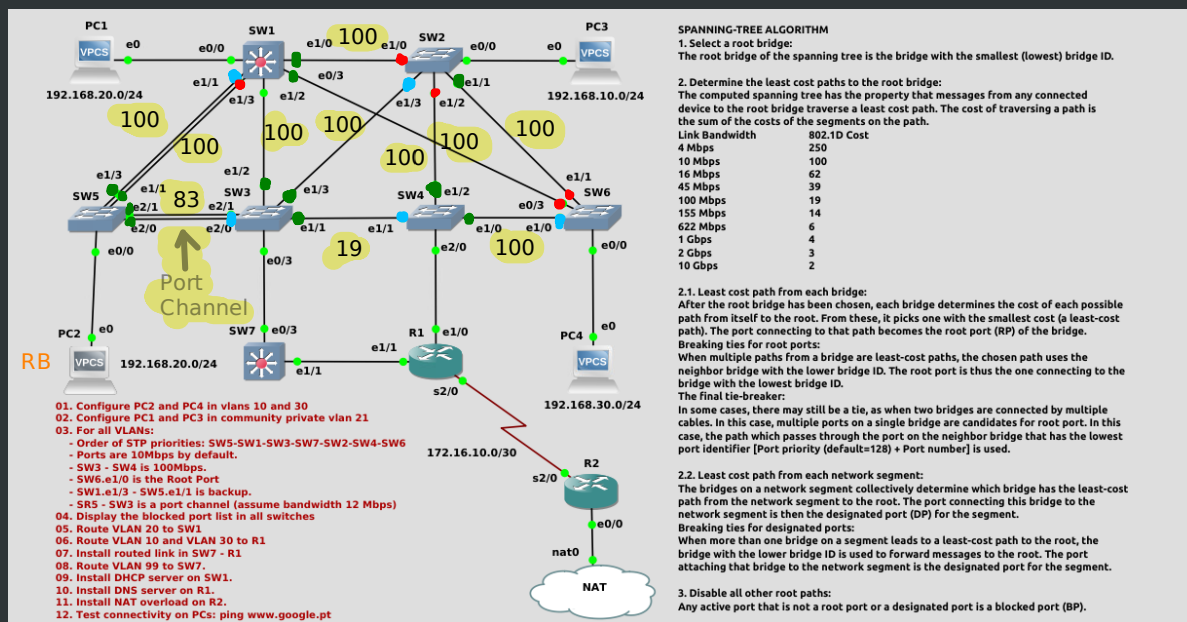 PC1
VPCS
e0
192.168.20.0/24
e0/0
SW1
e1/0
100
e1/0
SW2
e0/0
e0
PC3
VPCS
192.168.10.0/24
e1/1
e1/3
e1/2
e0/3
e1/3
e1/2
e1/1
100
100
100
100
100
100
100
e1/3
e1/1
e1/2
e1/3
e1/2
e1/1
e0/3
SW5
e2/1
e2/0
83
SW3
e2/1
e2/0
e1/1
19
SW4
e1/1
e1/0
e2/0
100
SW6
e1/0
e0/0
e0/0
e0/3
Port
Channel
PC2
e0
VPCS
RB
192.168.20.0/24
SW7
e0/3
e1/1
R1
e1/0
e1/1
s2/0
e0
PC4
VPCS
192.168.30.0/24
172.16.10.0/30
R2
s2/0
e0/0
nat0
NAT
01. Configure PC2 and PC4 in vlans 10 and 30
02. Configure PC1 and PC3 in community private vlan 21
03. For all VLANs:
- Order of STP priorities: SW5-SW1-SW3-SW7-SW2-SW4-SW6
- Ports are 10Mbps by default.
- SW3 - SW4 is 100Mbps.
- SW6.e1/0 is the Root Port
- SW1.e1/3 - SW5.e1/1 is backup.
- SR5 - SW3 is a port channel (assume bandwidth 12 Mbps)
04. Display the blocked port list in all switches
05. Route VLAN 20 to SW1
06. Route VLAN 10 and VLAN 30 to R1
07. Install routed link in SW7 - R1
08. Route VLAN 99 to SW7.
09. Install DHCP server on SW1.
10. Install DNS server on R1.
11. Install NAT overload on R2.
12. Test connectivity on PCs: ping www.google.pt
SPANNING-TREE ALGORITHM
1. Select a root bridge:
The root bridge of the spanning tree is the bridge with the smallest (lowest) bridge ID.
2. Determine the least cost paths to the root bridge:
The computed spanning tree has the property that messages from any connected
device to the root bridge traverse a least cost path. The cost of traversing a path is
the sum of the costs of the segments on the path.
Link Bandwidth 802.1D Cost
4 Mbps 250
10 Mbps 100
16 Mbps 62
45 Mbps 39
100 Mbps 19
155 Mbps 14
622 Mbps 6
1 Gbps 4
2 Gbps 3
10 Gbps 2
2.1. Least cost path from each bridge:
After the root bridge has been chosen, each bridge determines the cost of each possible
path from itself to the root. From these, it picks one with the smallest cost (a least-cost
path). The port connecting to that path becomes the root port (RP) of the bridge.
Breaking ties for root ports:
When multiple paths from a bridge are least-cost paths, the chosen path uses the
neighbor bridge with the lower bridge ID. The root port is thus the one connecting to the
bridge with the lowest bridge ID.
The final tie-breaker:
In some cases, there may still be a tie, as when two bridges are connected by multiple
cables. In this case, multiple ports on a single bridge are candidates for root port. In this
case, the path which passes through the port on the neighbor bridge that has the lowest
port identifier [Port priority (default=128) + Port number] is used.
2.2. Least cost path from each network segment:
The bridges on a network segment collectively determine which bridge has the least-cost
path from the network segment to the root. The port connecting this bridge to the
network segment is then the designated port (DP) for the segment.
Breaking ties for designated ports:
When more than one bridge on a segment leads to a least-cost path to the root, the
bridge with the lower bridge ID is used to forward messages to the root. The port
attaching that bridge to the network segment is the designated port for the segment.
3. Disable all other root paths:
Any active port that is not a root port or a designated port is a blocked port (BP).